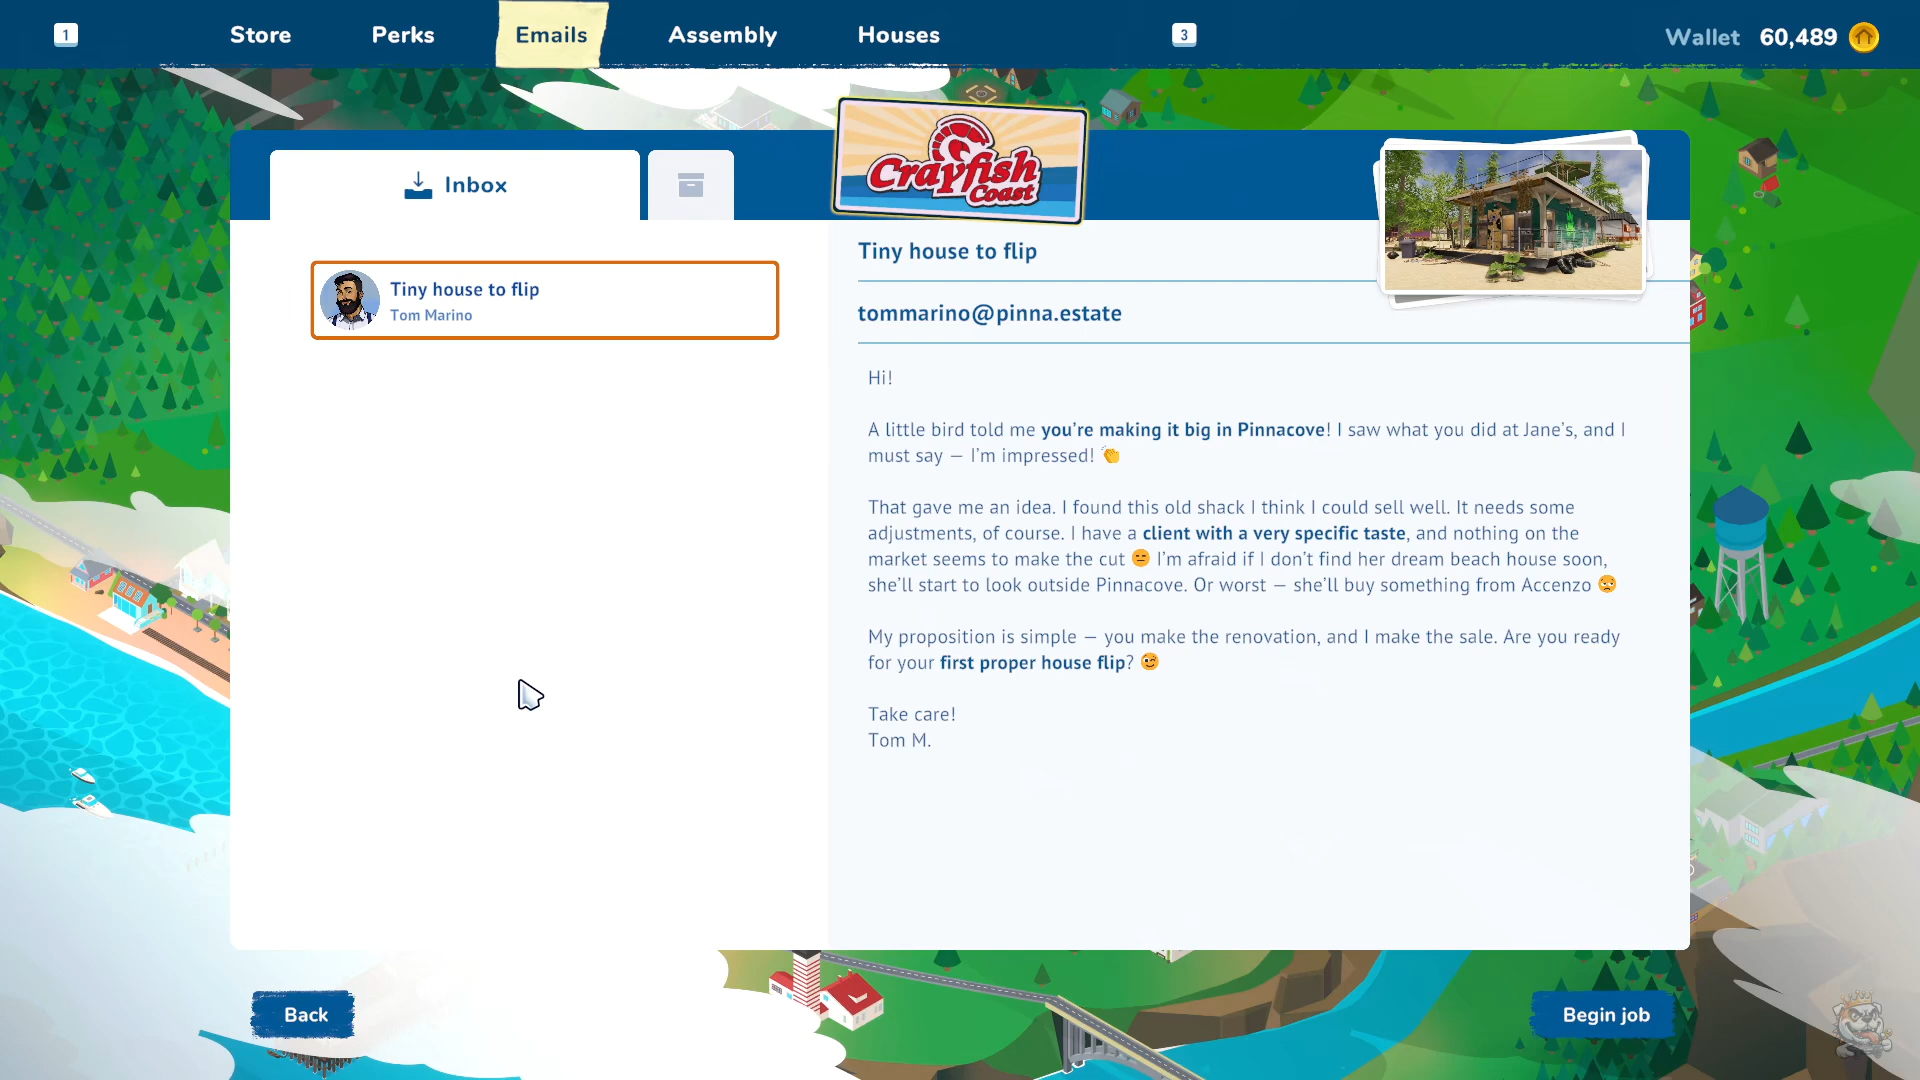 1
Store
Perks
Emails
Assembly
Houses
3
Wallet 60,489
Inbox
Crayfish
Coast
Tiny house to flip
Tom Marino
Tiny house to flip
tommarino@pinna.estate
Hi!
A little bird told me you're making it big in Pinnacove! I saw what you did at Jane's, and I
must say — I'm impressed! 👏
That gave me an idea. I found this old shack I think I could sell well. It needs some
adjustments, of course. I have a client with a very specific taste, and nothing on the
market seems to make the cut 😑 I'm afraid if I don't find her dream beach house soon,
she'll start to look outside Pinnacove. Or worst — she'll buy something from Accenzo 😟
My proposition is simple — you make the renovation, and I make the sale. Are you ready
for your first proper house flip? 😉
Take care!
Tom M.
Back
Begin job